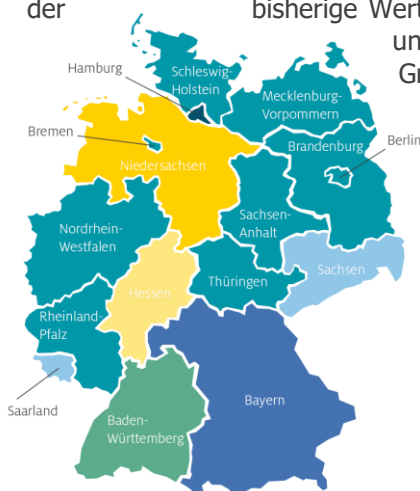 der bisherige Wert
un
Gr
Hamburg
Schleswig-
Holstein
Mecklenburg-
Vorpommern
Bremen
Brandenburg
Berlin
Niedersachsen
Sachsen-
Anhalt
Nordrhein-
Westfalen
Sachsen
Thüringen
Hessen
Rheinland-
Pfalz
Saarland
Bayern
Baden-
Württemberg